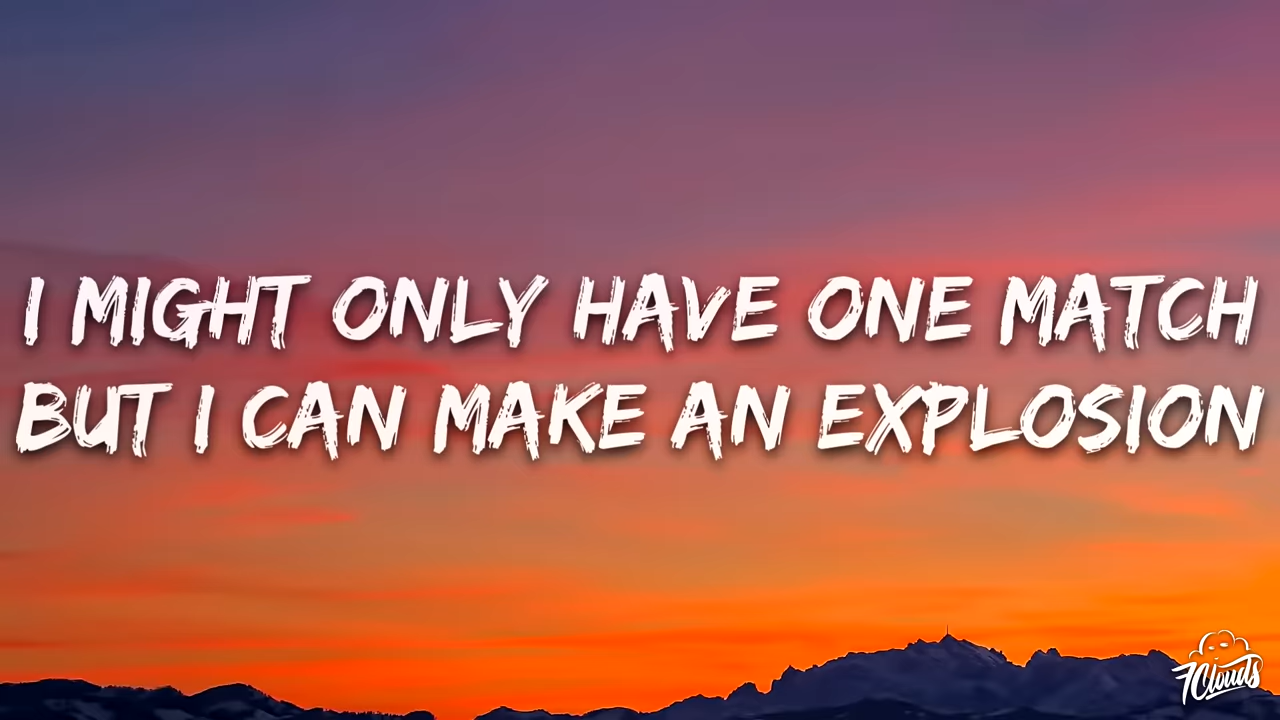 I MIGHT ONLY HAVE ONE MATCH
BUT I CAN MAKE AN EXPLOSION
7Clouds